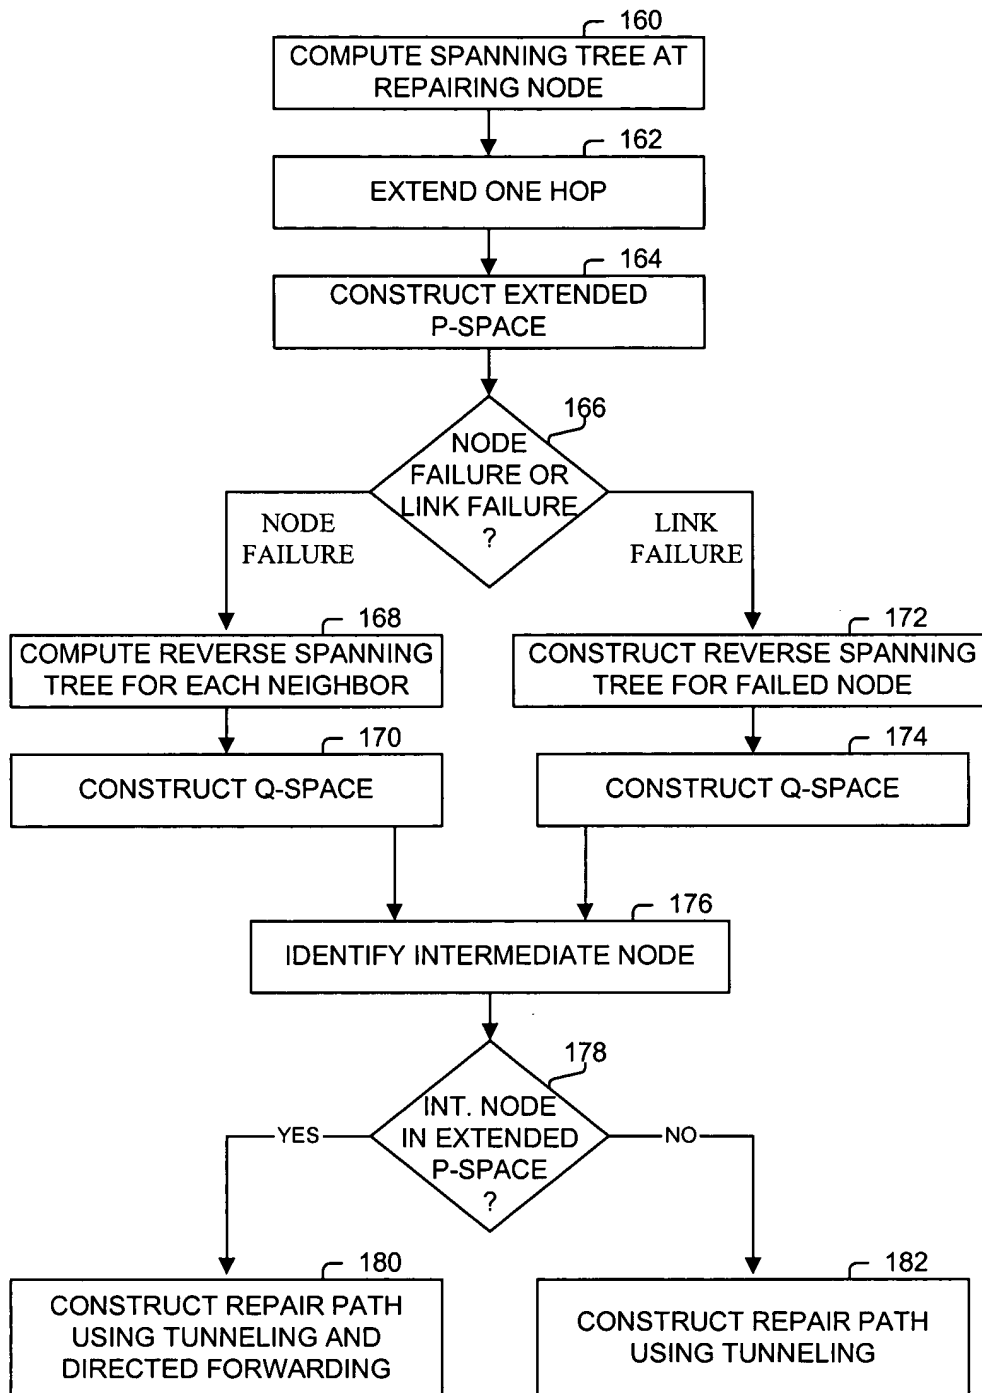 160
COMPUTE SPANNING TREE AT
REPAIRING NODE
162
EXTEND ONE HOP
164
CONSTRUCT EXTENDED
P-SPACE
166
NODE
FAILURE OR
LINK FAILURE
?
NODE
FAILURE
LINK
FAILURE
168
COMPUTE REVERSE SPANNING
TREE FOR EACH NEIGHBOR
172
CONSTRUCT REVERSE SPANNING
TREE FOR FAILED NODE
170
CONSTRUCT Q-SPACE
174
CONSTRUCT Q-SPACE
176
IDENTIFY INTERMEDIATE NODE
178
INT. NODE
IN EXTENDED
P-SPACE
?
YES
NO
180
CONSTRUCT REPAIR PATH
USING TUNNELING AND
DIRECTED FORWARDING
182
CONSTRUCT REPAIR PATH
USING TUNNELING